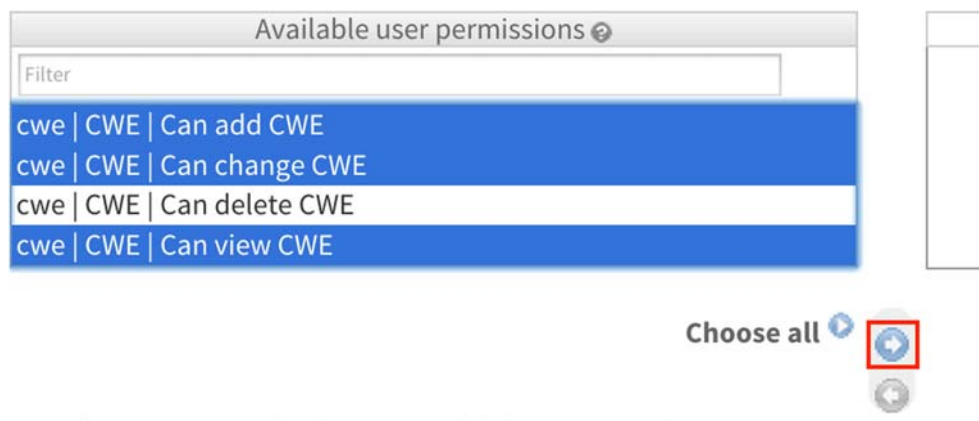 Available user permissions
Filter
cwe | CWE | Can add CWE
cwe | CWE | Can change CWE
cwe | CWE | Can delete CWE
cwe | CWE | Can view CWE
Choose all